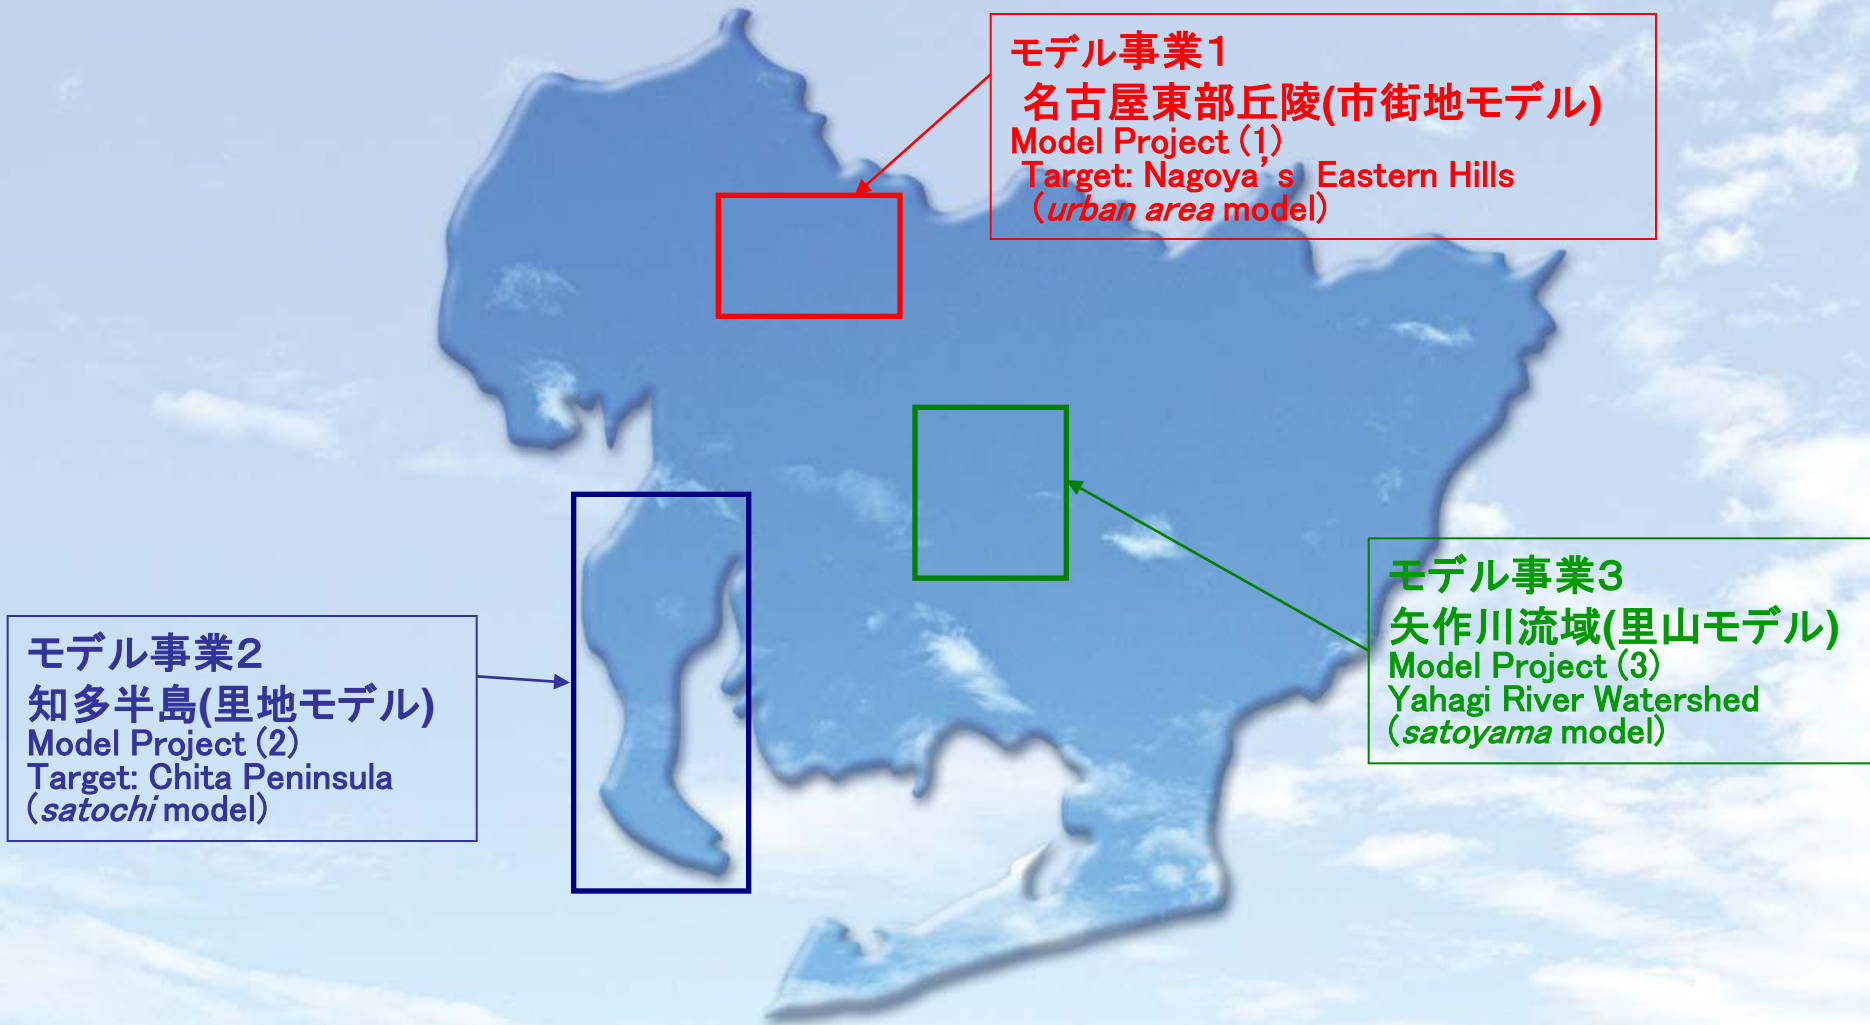 モデル事業1
名古屋東部丘陵(市街地モデル)
Model Project (1)
Target: Nagoya's Eastern Hills
(urban area model)
モデル事業2
知多半島(里地モデル)
Model Project (2)
Target: Chita Peninsula
(satochi model)
モデル事業3
矢作川流域(里山モデル)
Model Project (3)
Yahagi River Watershed
(satoyama model)